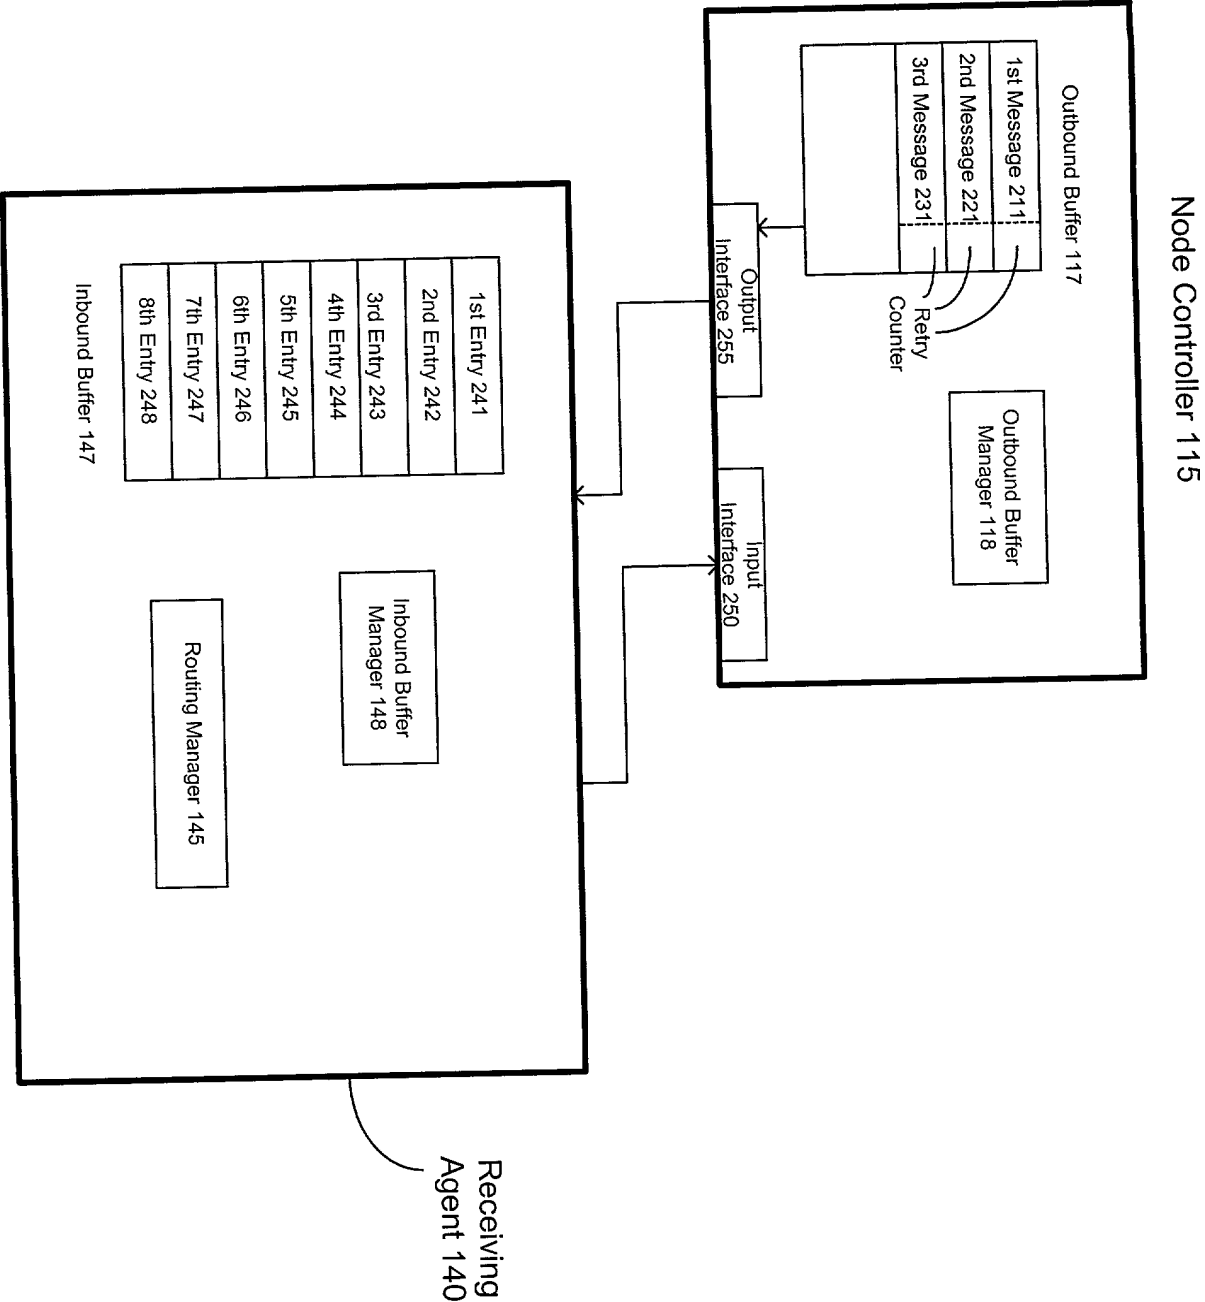 Node Controller 115
Outbound Buffer 117
1st Message 211
2nd Message 221
3rd Message 231
Retry
Counter
Outbound Buffer
Manager 118
Output
Interface 255
Input
Interface 250
1st Entry 241
2nd Entry 242
3rd Entry 243
4th Entry 244
5th Entry 245
6th Entry 246
7th Entry 247
8th Entry 248
Inbound Buffer 147
Inbound Buffer
Manager 148
Routing Manager 145
Receiving
Agent 140